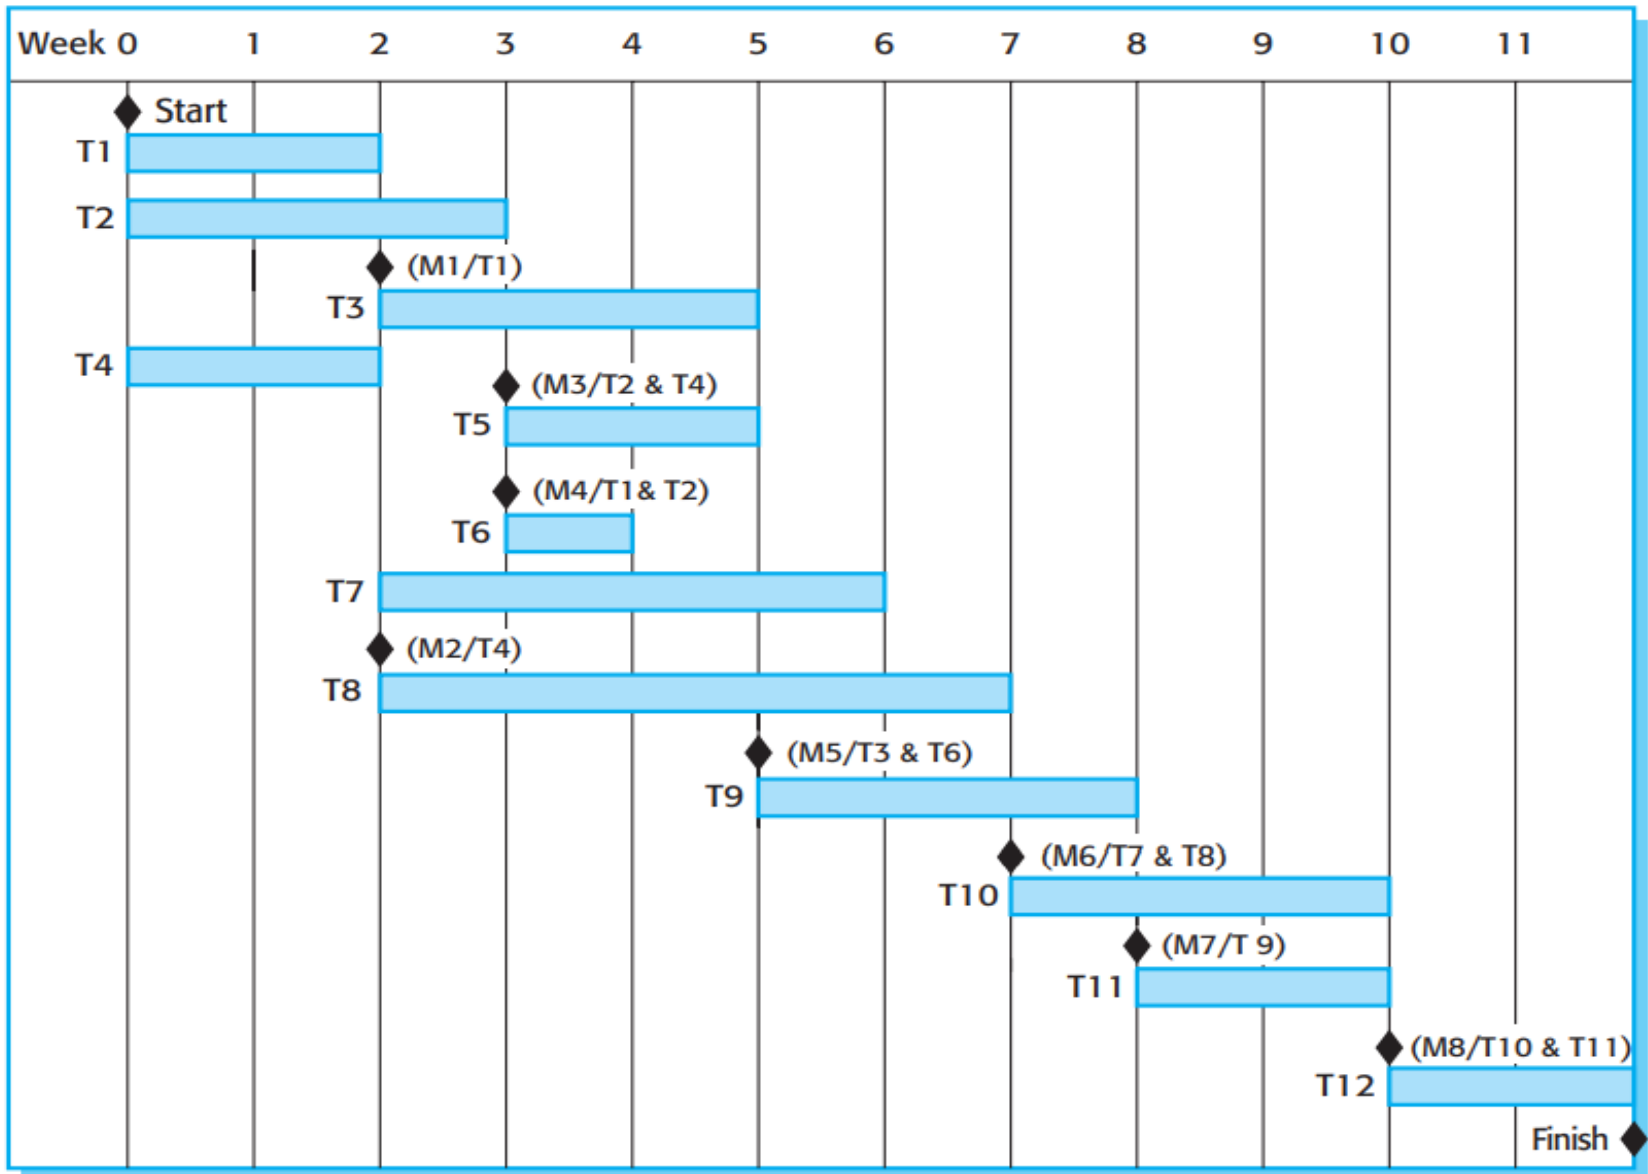 Week 0 1 2 3 4 5 6 7 8 9 10 11
Start
T1
T2
(M1/T1)
T3
T4
(M3/T2 & T4)
T5
(M4/T1& T2)
T6
T7
(M2/T4)
T8
(M5/T3 & T6)
T9
(M6/T7 & T8)
T10
(M7/T 9)
T11
(M8/T10 & T11)
T12
Finish